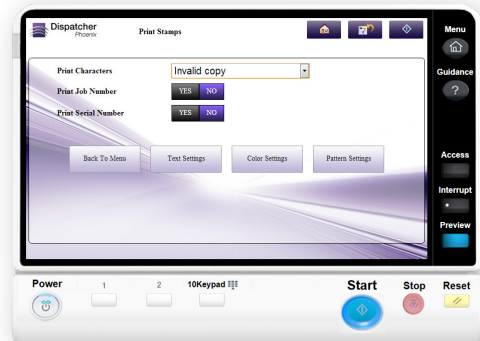 Dispatcher
Phoenix
Print Stamps
Menu
Guidance
?
Print Characters
Invalid copy
Print Job Number
YES NO
Print Serial Number
YES NO
Back To Menu
Text Settings
Color Settings
Pattern Settings
Access
Interrupt
Preview
Power
1
2
10Keypad
Start
Stop
Reset